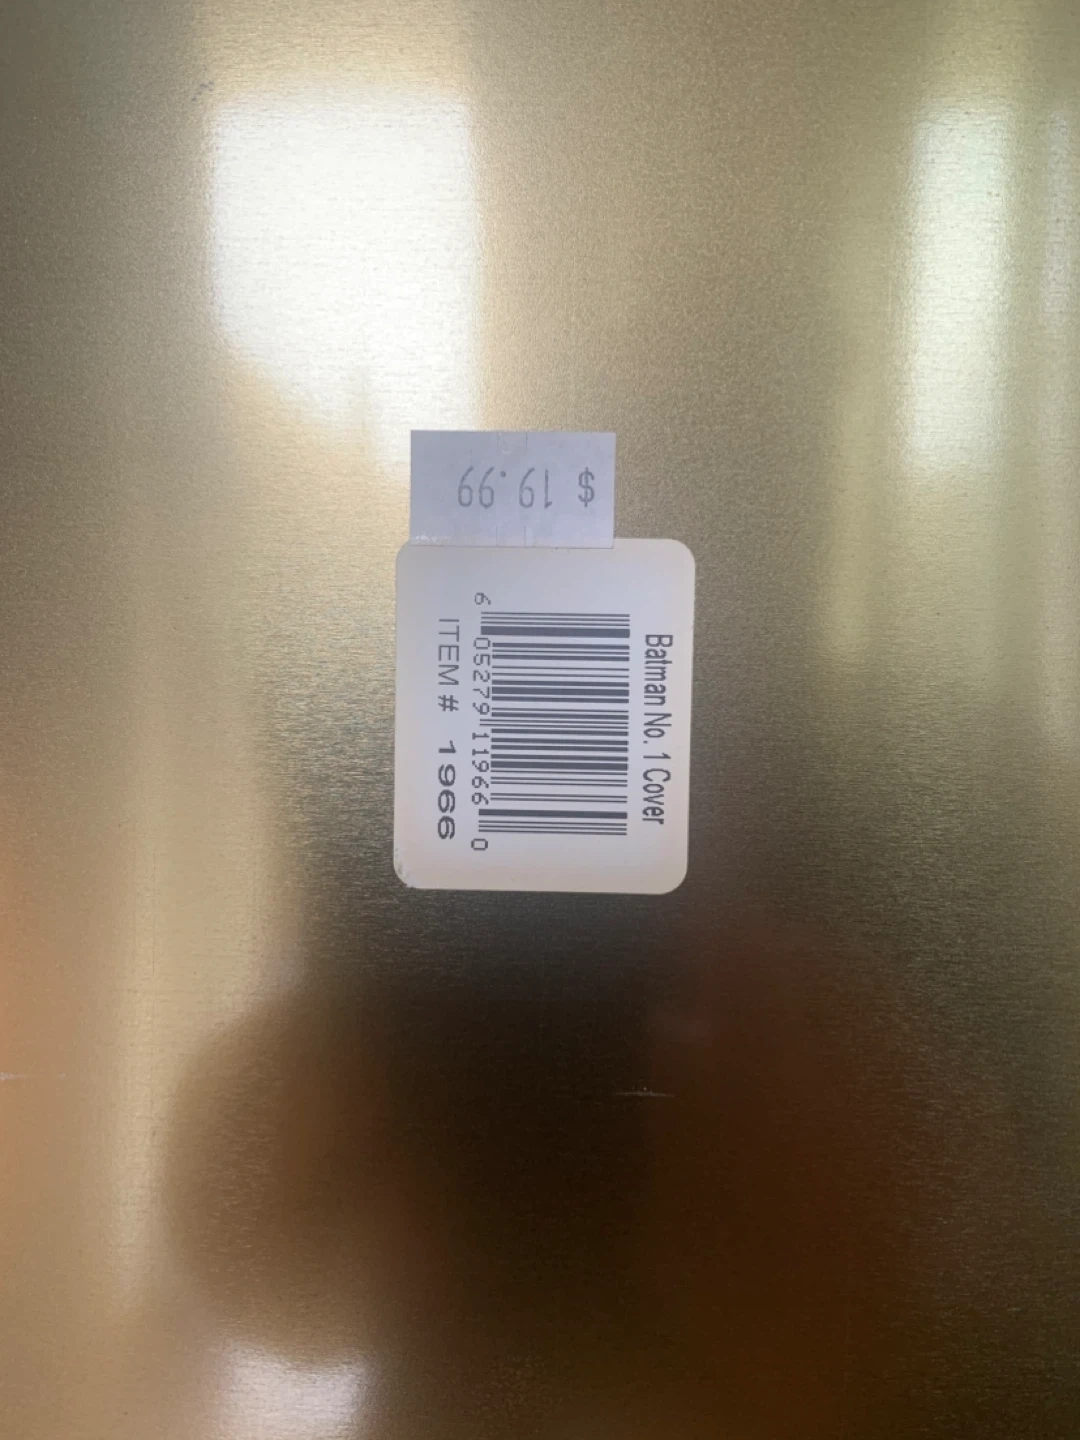 $ 19.99
Batman No. 1 Cover
6 05279 11966 0
ITEM # 1966